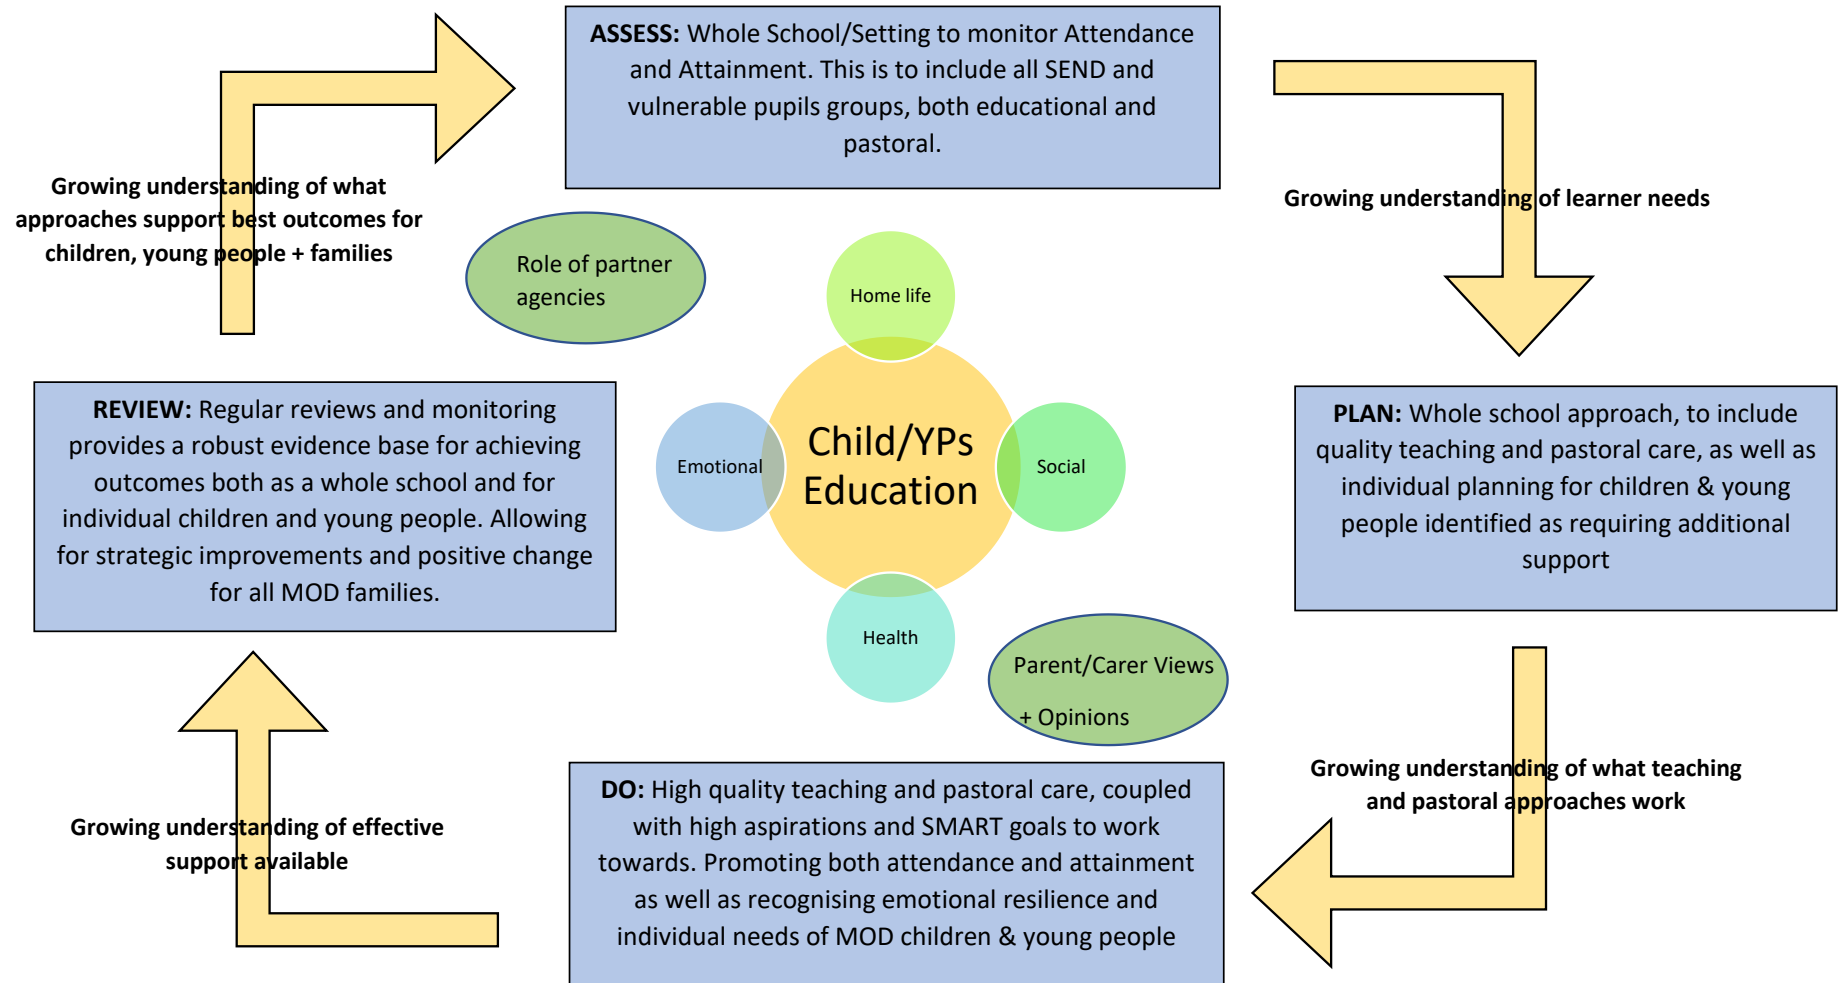 ASSESS: Whole School/Setting to monitor Attendance
and Attainment. This is to include all SEND and
vulnerable pupils groups, both educational and
pastoral.
Growing understanding of what
approaches support best outcomes for
children, young people + families
Growing understanding of learner needs
Role of partner
agencies
Home life
Emotional
Child/YPs
Education
Social
Health
REVIEW: Regular reviews and monitoring
provides a robust evidence base for achieving
outcomes both as a whole school and for
individual children and young people. Allowing
for strategic improvements and positive change
for all MOD families.
PLAN: Whole school approach, to include
quality teaching and pastoral care, as well as
individual planning for children & young
people identified as requiring additional
support
Parent/Carer Views
+ Opinions
Growing understanding of what teaching
and pastoral approaches work
DO: High quality teaching and pastoral care, coupled
with high aspirations and SMART goals to work
towards. Promoting both attendance and attainment
as well as recognising emotional resilience and
individual needs of MOD children & young people
Growing understanding of effective
support available